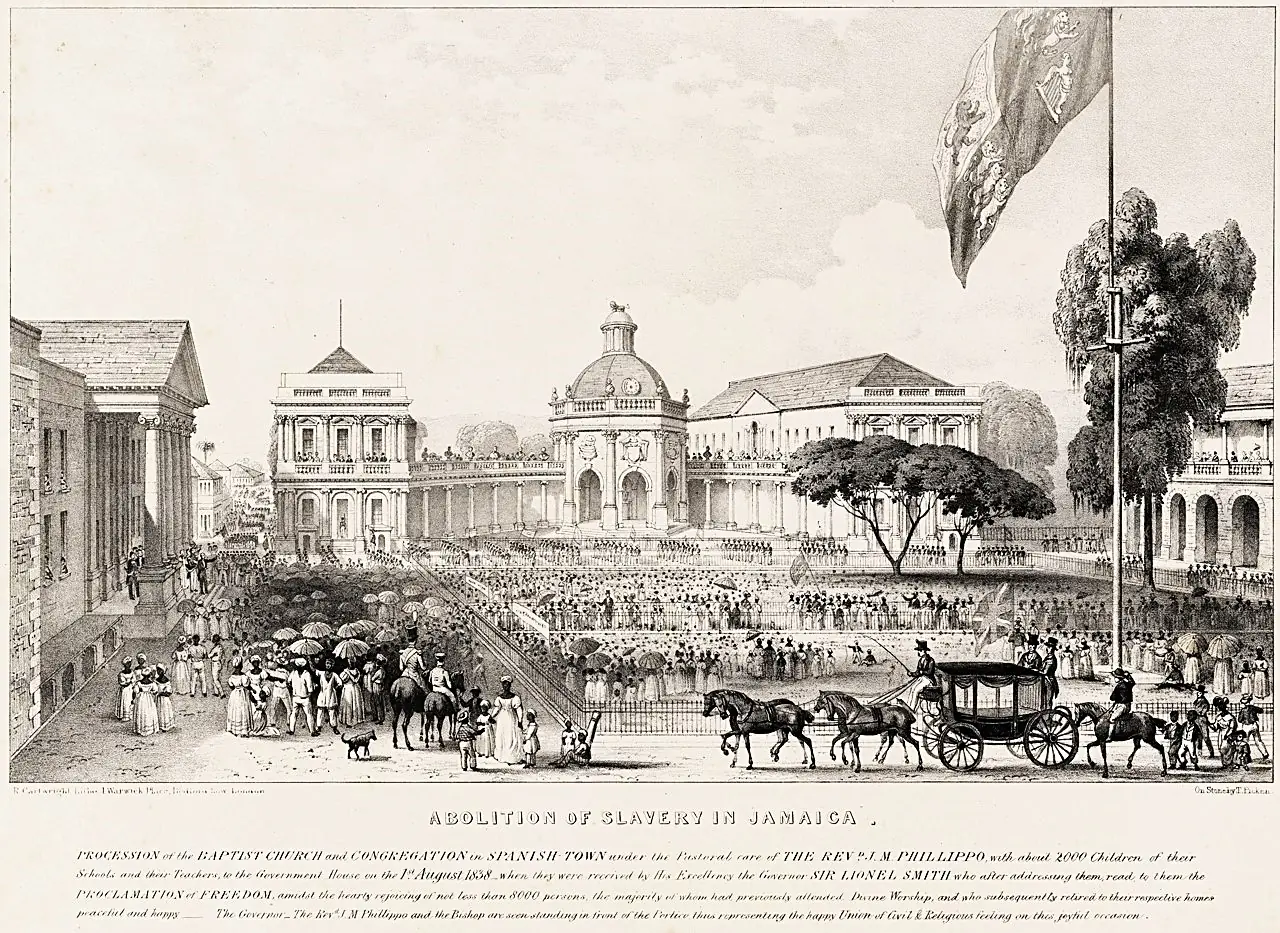 R. Cartwright, Litho. 1 Warwick Place, Bedford Row, London
On Stone by T. Picken.
ABOLITION OF SLAVERY IN JAMAICA.
PROCESSION of the BAPTIST CHURCH and CONGREGATION in SPANISH-TOWN under the Pastoral care of THE REVD. J. M. PHILLIPPO, with about 2000 Children of their
Schools and their Teachers, to the Government House on the 1st August 1838 _ when they were received by His Excellency the Governor SIR LIONEL SMITH who after addressing them, read to them the
PROCLAMATION of FREEDOM, amidst the hearty rejoicing of not less than 8000 persons, the majority of whom had previously attended Divine Worship, and who subsequently retired to their respective homes
peaceful and happy ___ The Governor _ The Revd. J. M Phillippo and the Bishop are seen standing in front of the Portico thus representing the happy Union of Civil & Religious feeling on this joyful occasion.